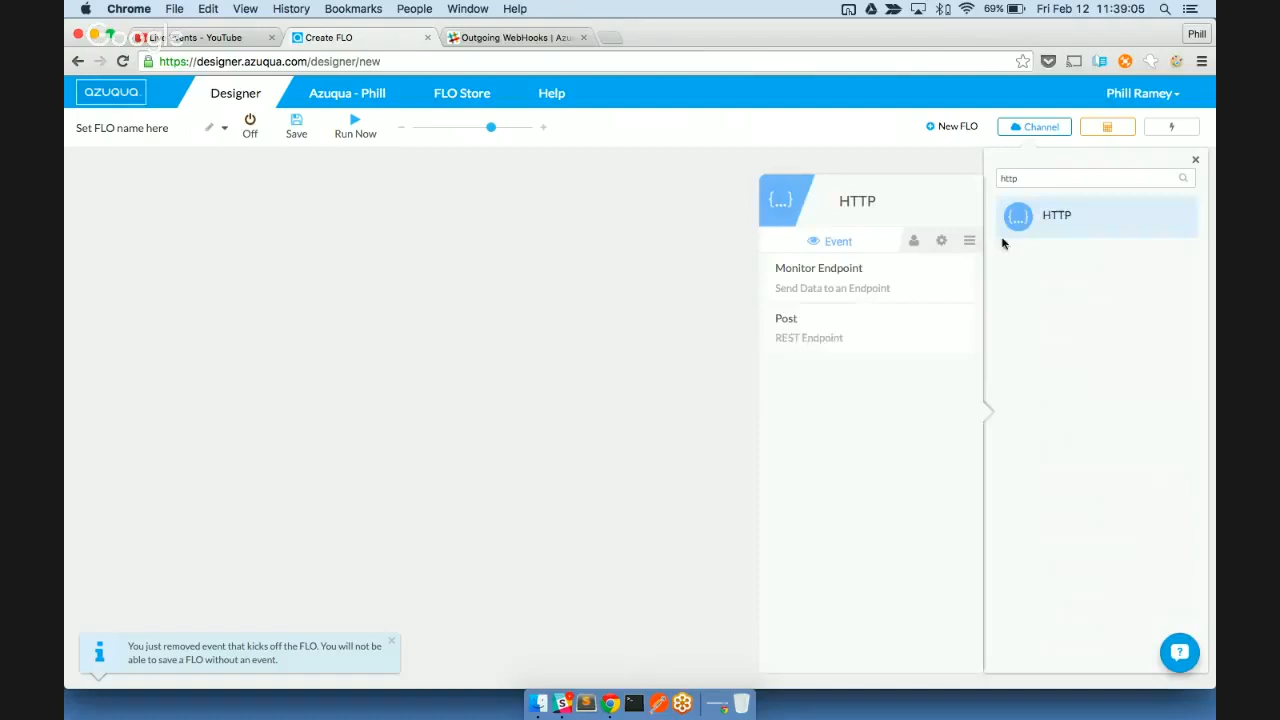 Chrome File Edit View History Bookmarks People Window Help 69% Fri Feb 12 11:39:05
Google
Live Events - YouTube × Create FLO × Outgoing WebHooks | Azu × Phill
https://designer.azuqua.com/designer/new
azuqua. Designer Azuqua - Phill FLO Store Help Phill Ramey
Set FLO name here Off Save Run Now New FLO Channel
http
HTTP
HTTP
Event
Monitor Endpoint
Send Data to an Endpoint
Post
REST Endpoint
You just removed event that kicks off the FLO. You will not be
able to save a FLO without an event.